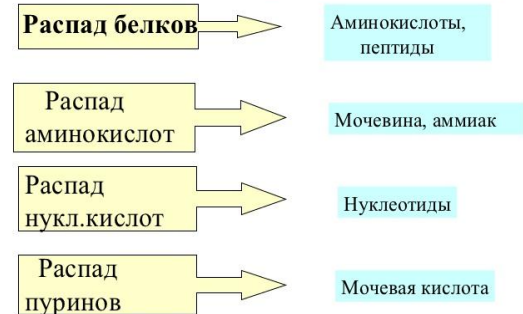 Распад белков
Аминокислоты,
пептиды
Распад
аминокислот
Мочевина, аммиак
Распад
нукл.кислот
Нуклеотиды
Распад
пуринов
Мочевая кислота